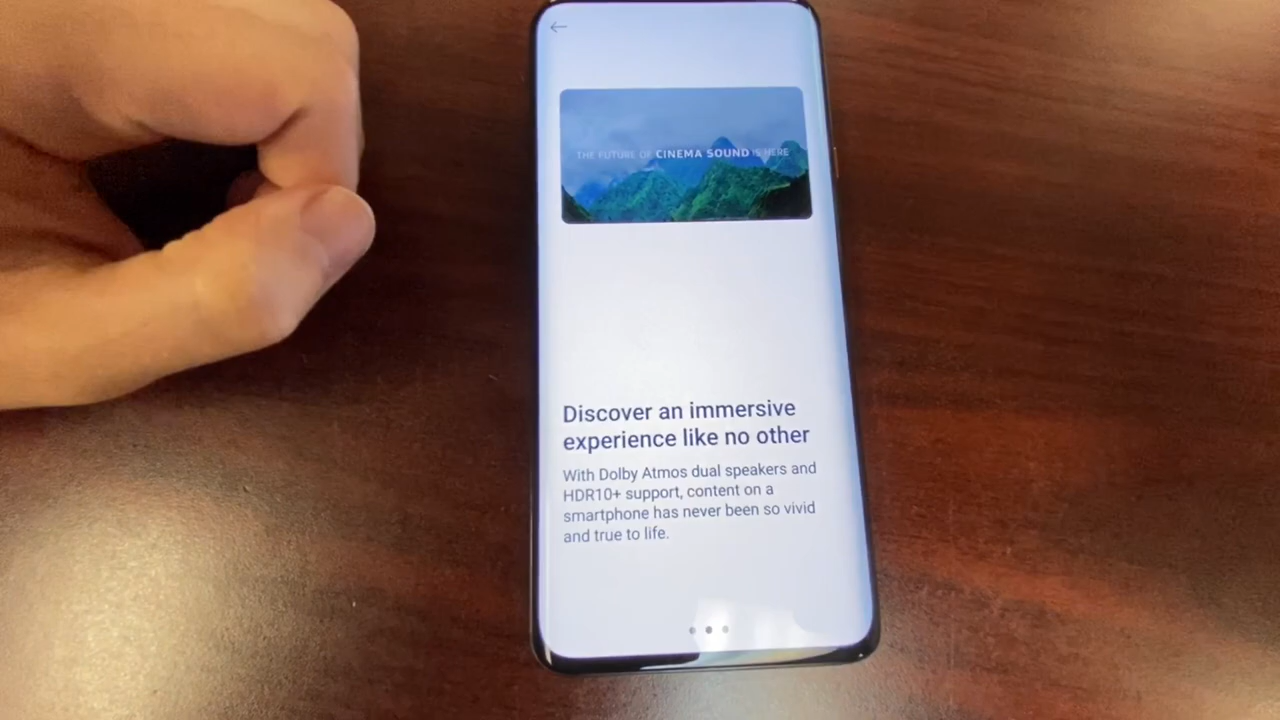 THE FUTURE OF CINEMA SOUND IS HERE
Discover an immersive
experience like no other
With Dolby Atmos dual speakers and
HDR10+ support, content on a
smartphone has never been so vivid
and true to life.